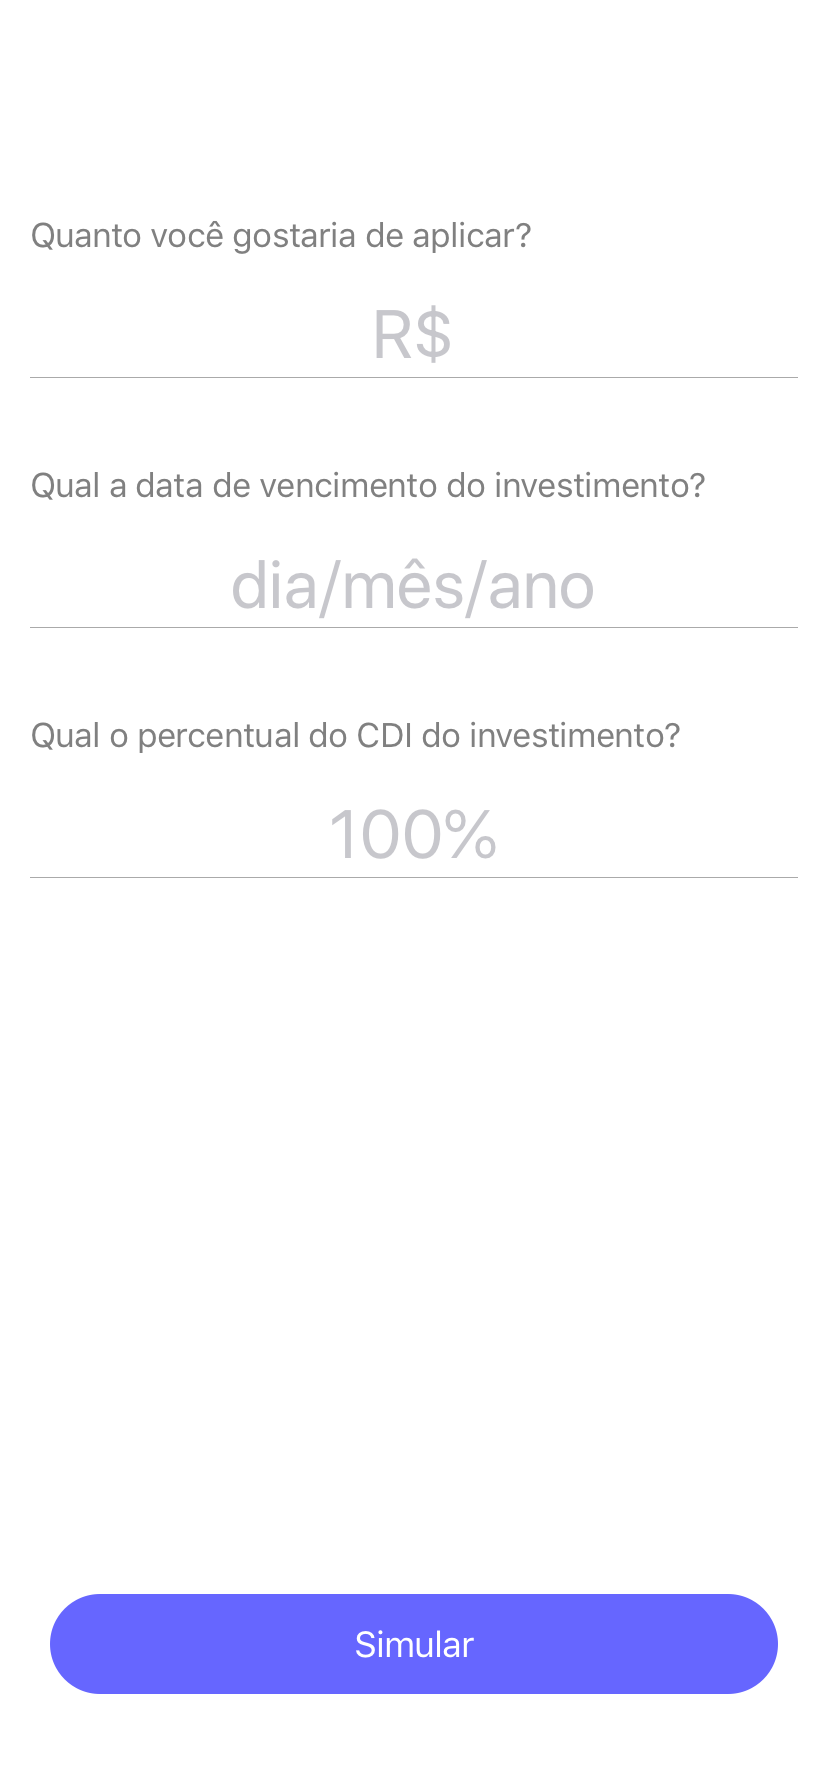 Quanto você gostaria de aplicar?
R$
Qual a data de vencimento do investimento?
dia/mês/ano
Qual o percentual do CDI do investimento?
100%
Simular